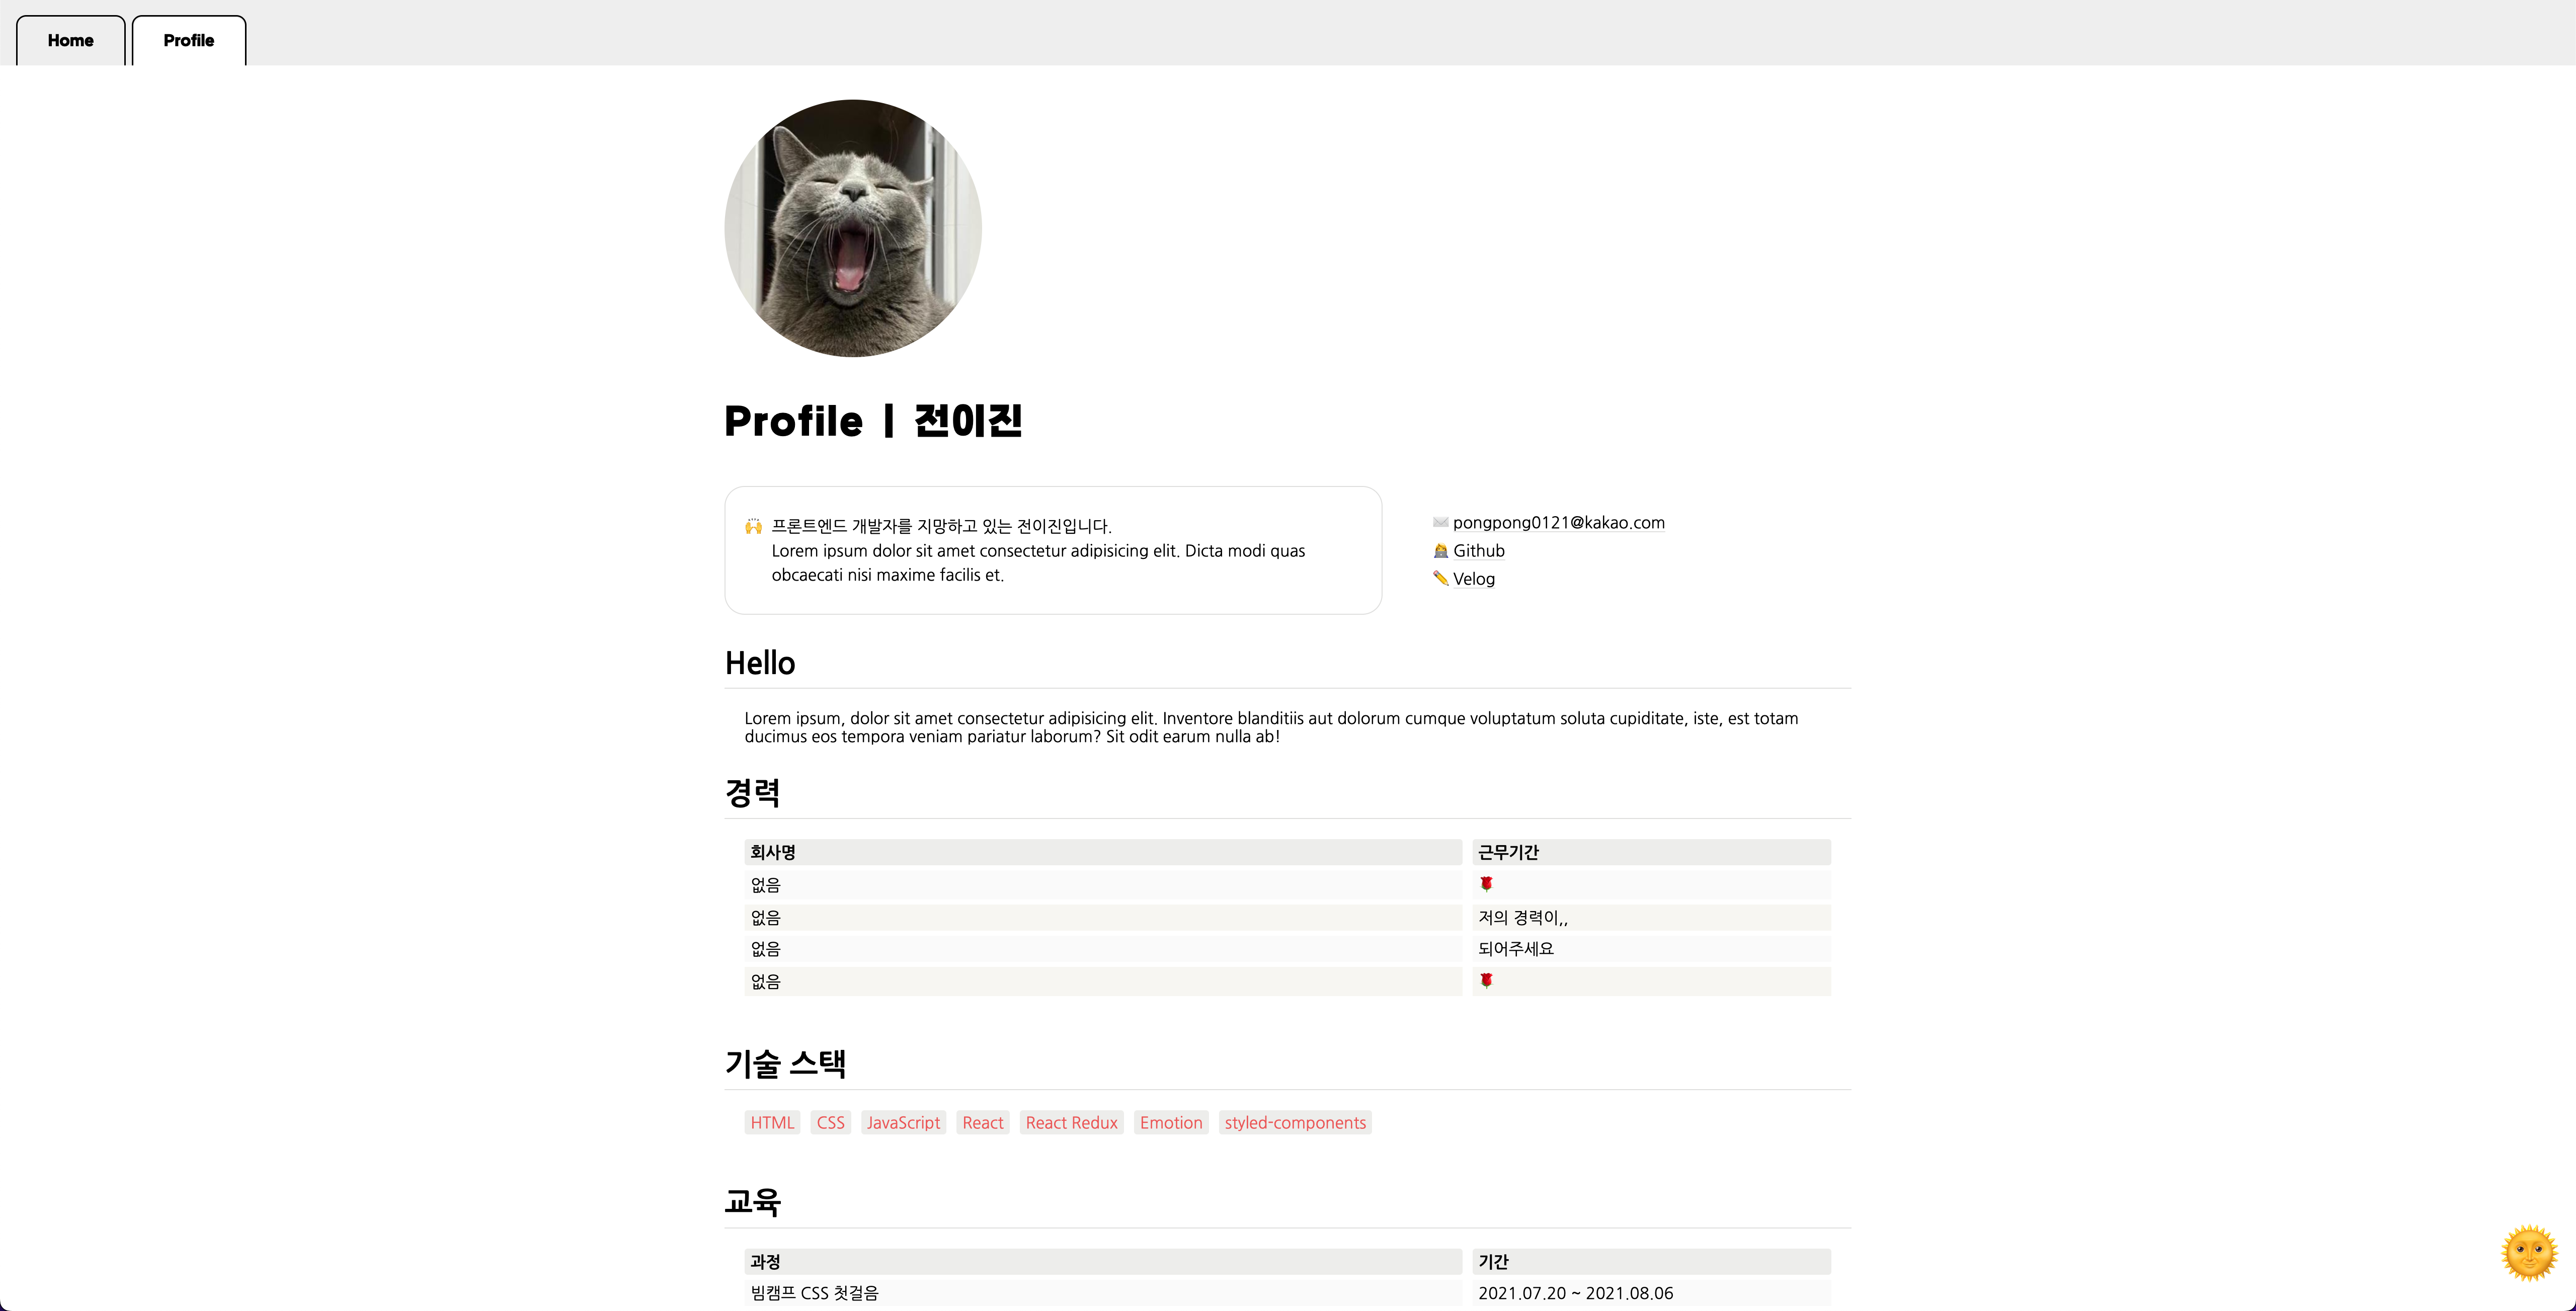 Home
Profile
Profile | 전이진
🙌 프론트엔드 개발자를 지망하고 있는 전이진입니다.
Lorem ipsum dolor sit amet consectetur adipisicing elit. Dicta modi quas
obcaecati nisi maxime facilis et.
✉️ pongpong0121@kakao.com
👩‍💻 Github
✏️ Velog
Hello
Lorem ipsum, dolor sit amet consectetur adipisicing elit. Inventore blanditiis aut dolorum cumque voluptatum soluta cupiditate, iste, est totam
ducimus eos tempora veniam pariatur laborum? Sit odit earum nulla ab!
경력
회사명 근무기간
없음 🌹
없음 저의 경력이,,
없음 되어주세요
없음 🌹
기술 스택
HTML CSS JavaScript React React Redux Emotion styled-components
교육
과정 기간
빔캠프 CSS 첫걸음 2021.07.20 ~ 2021.08.06